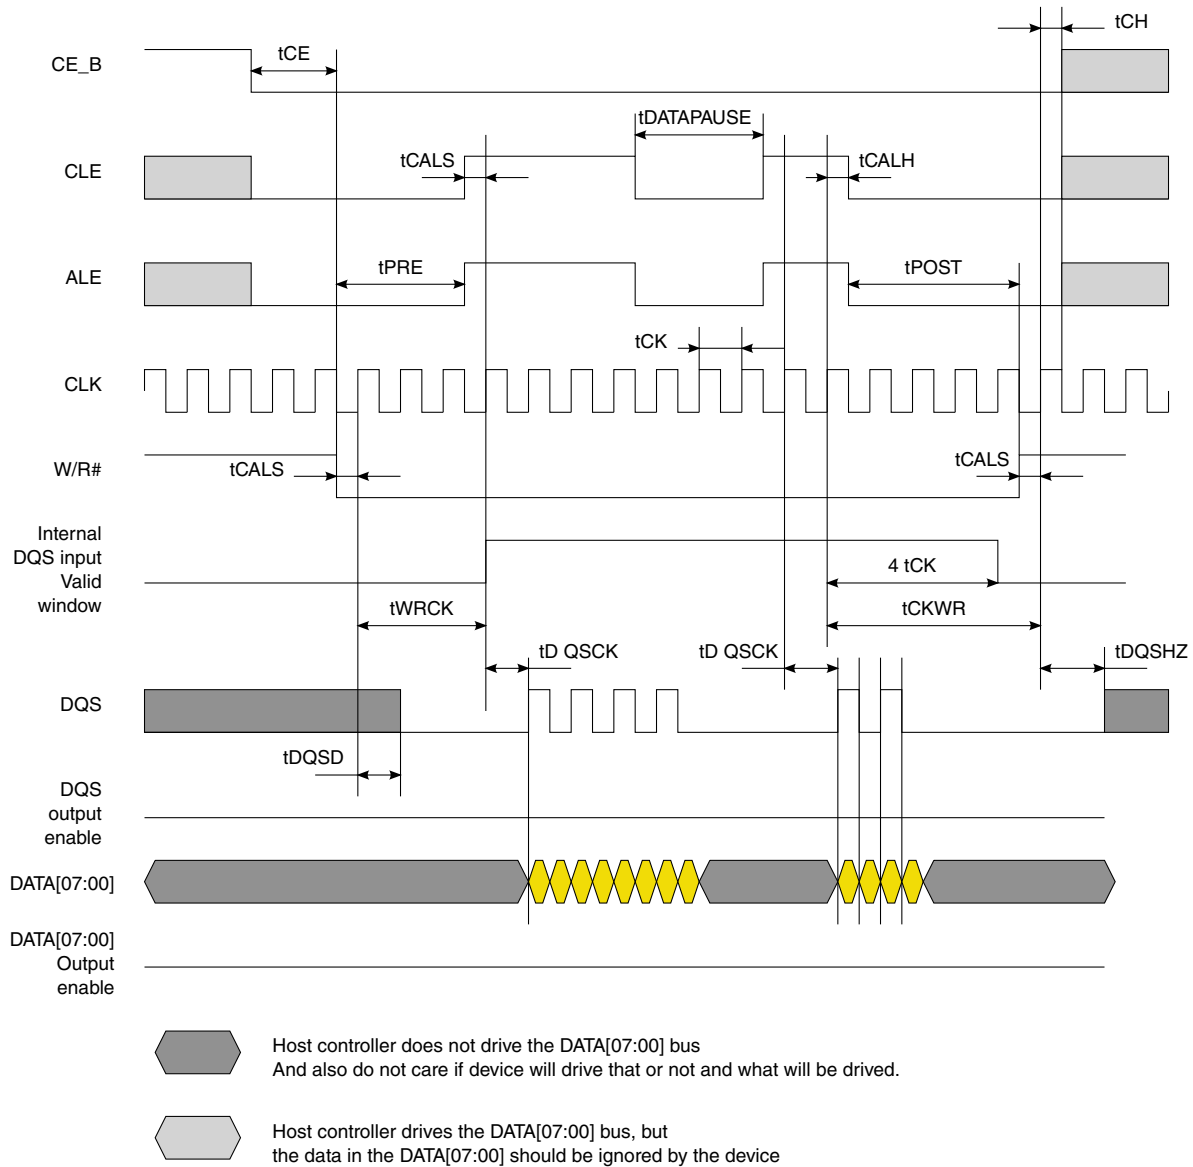 tCH
tCE
CE_B
tDATAPAUSE
tCALS
tCALH
CLE
tPRE
tPOST
ALE
tCK
CLK
W/R#
tCALS
tCALS
Internal
DQS input
Valid
window
4 tCK
tWRCK
tCKWR
tD QSCK
tD QSCK
tDQSHZ
DQS
tDQSD
DQS
output
enable
DATA[07:00]
DATA[07:00]
Output
enable
Host controller does not drive the DATA[07:00] bus
And also do not care if device will drive that or not and what will be drived.
Host controller drives the DATA[07:00] bus, but
the data in the DATA[07:00] should be ignored by the device